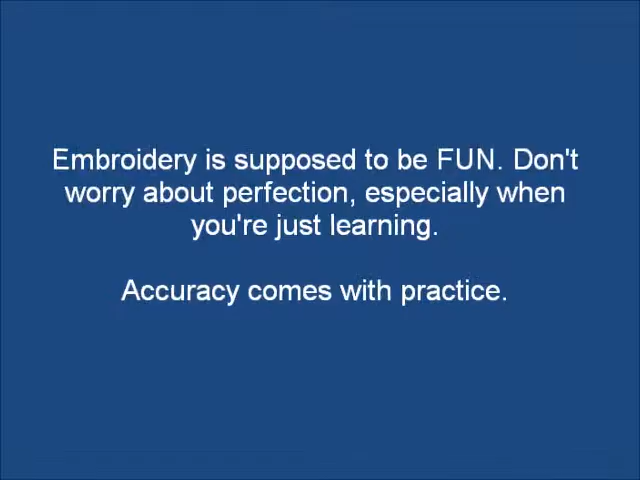 Embroidery is supposed to be FUN. Don't
worry about perfection, especially when
you're just learning.
Accuracy comes with practice.